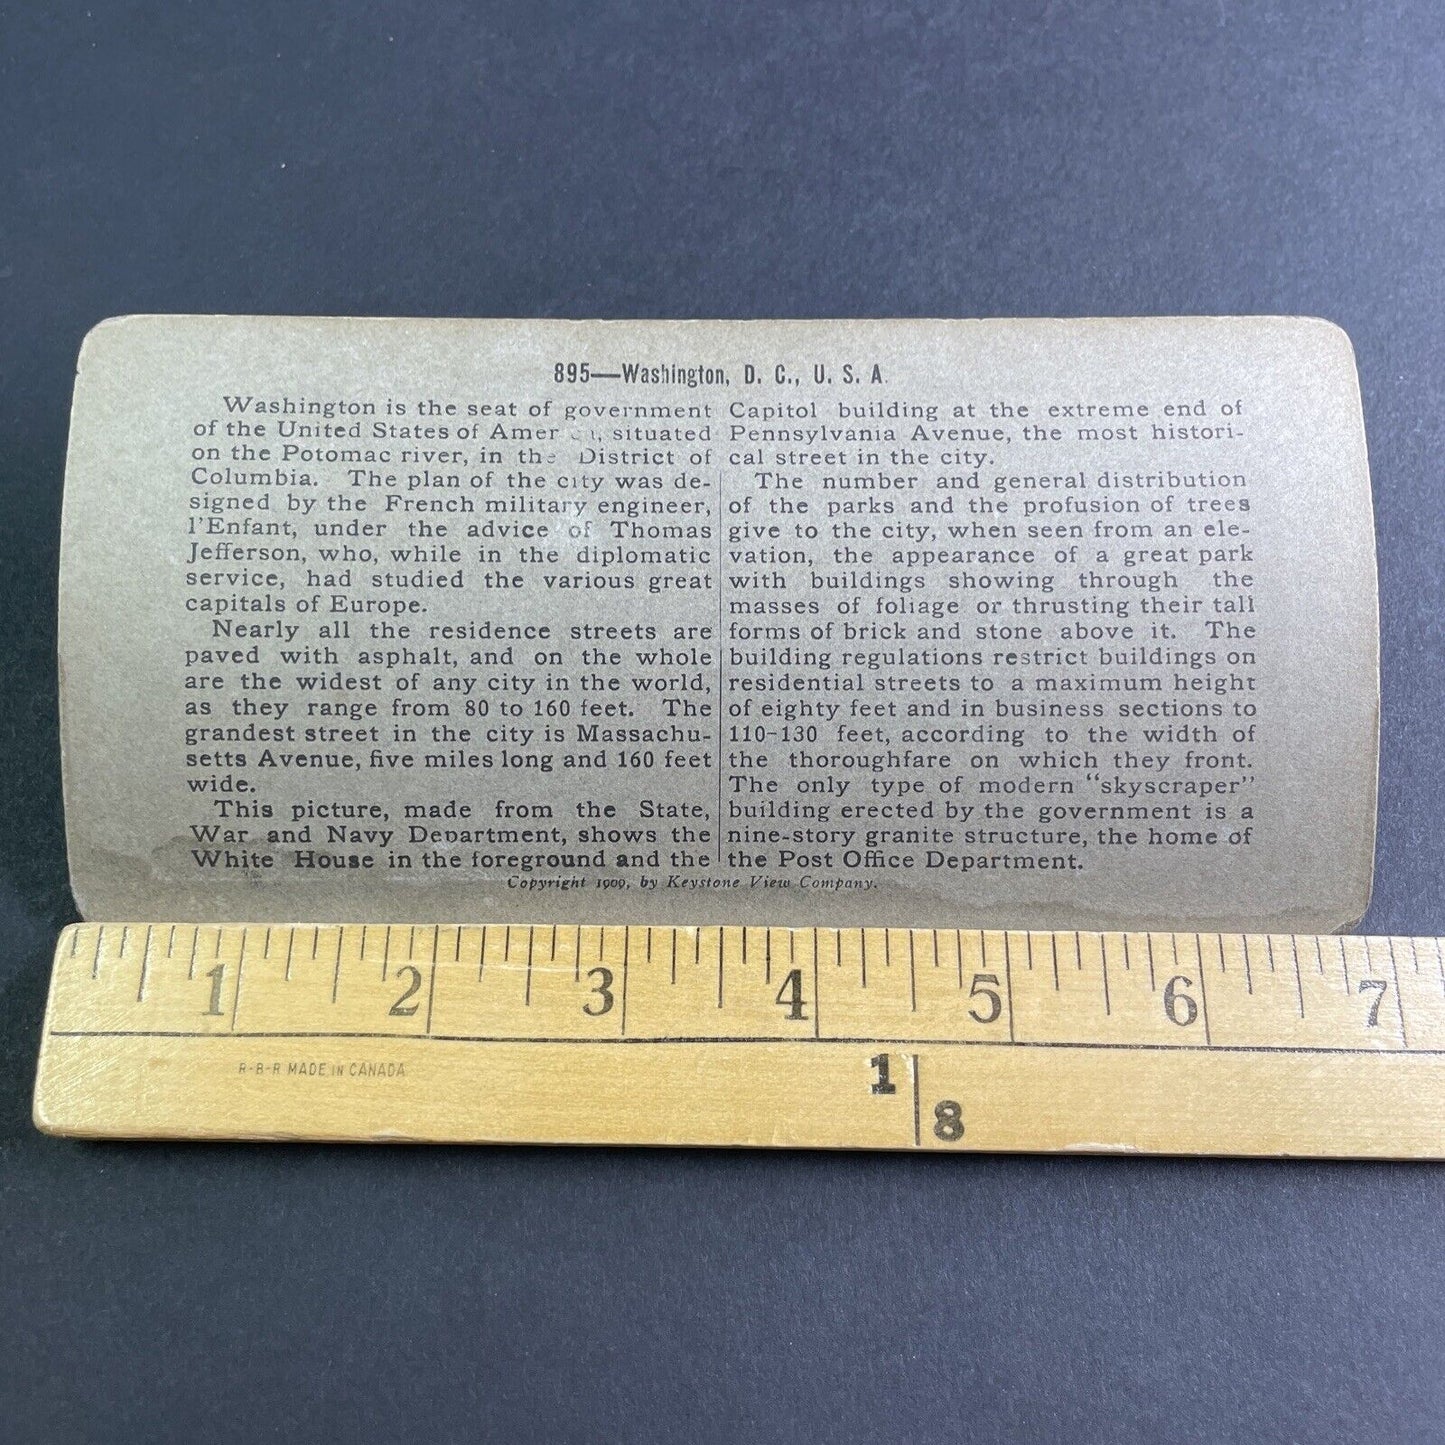 895—Washington, D. C., U. S. A.
Washington is the seat of government
of the United States of Amer a, situated
on the Potomac river, in the District of
Columbia. The plan of the city was de-
signed by the French military engineer,
l'Enfant, under the advice of Thomas
Jefferson, who, while in the diplomatic
service, had studied the various great
capitals of Europe.
Nearly all the residence streets are
paved with asphalt, and on the whole
are the widest of any city in the world,
as they range from 80 to 160 feet. The
grandest street in the city is Massachu-
setts Avenue, five miles long and 160 feet
wide.
This picture, made from the State,
War and Navy Department, shows the
White House in the foreground and the
Capitol building at the extreme end of
Pennsylvania Avenue, the most histori-
cal street in the city.
The number and general distribution
of the parks and the profusion of trees
give to the city, when seen from an ele-
vation, the appearance of a great park
with buildings showing through the
masses of foliage or thrusting their tall
forms of brick and stone above it. The
building regulations restrict buildings on
residential streets to a maximum height
of eighty feet and in business sections to
110-130 feet, according to the width of
the thoroughfare on which they front.
The only type of modern "skyscraper"
building erected by the government is a
nine-story granite structure, the home of
the Post Office Department.
Copyright 1909, by Keystone View Company.
1 2 3 4 5 6 7
R-B-R MADE IN CANADA
1
8